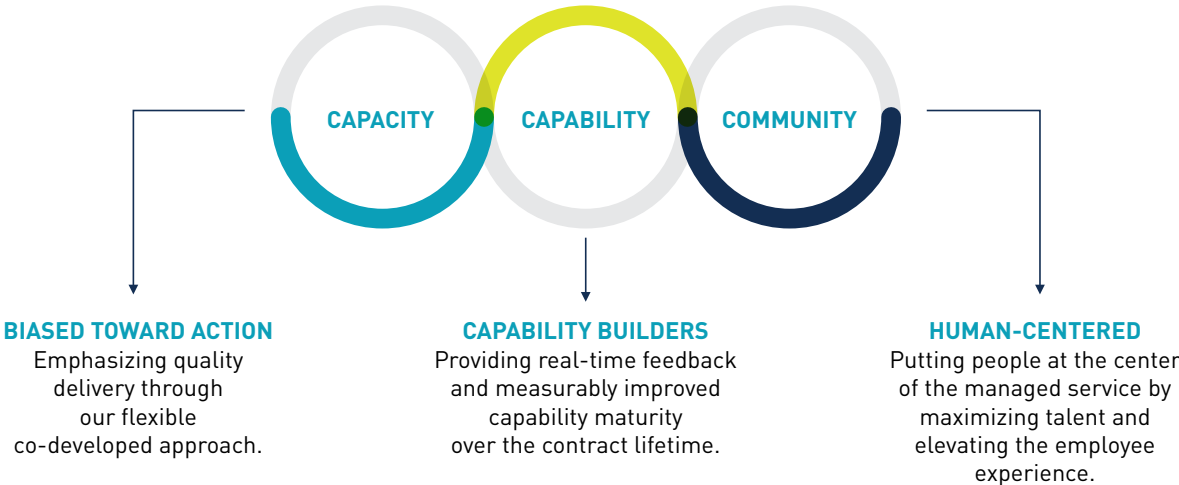 CAPACITY
CAPABILITY
COMMUNITY
BIASED TOWARD ACTION
Emphasizing quality
delivery through
our flexible
co-developed approach.
CAPABILITY BUILDERS
Providing real-time feedback
and measurably improved
capability maturity
over the contract lifetime.
HUMAN-CENTERED
Putting people at the center
of the managed service by
maximizing talent and
elevating the employee
experience.